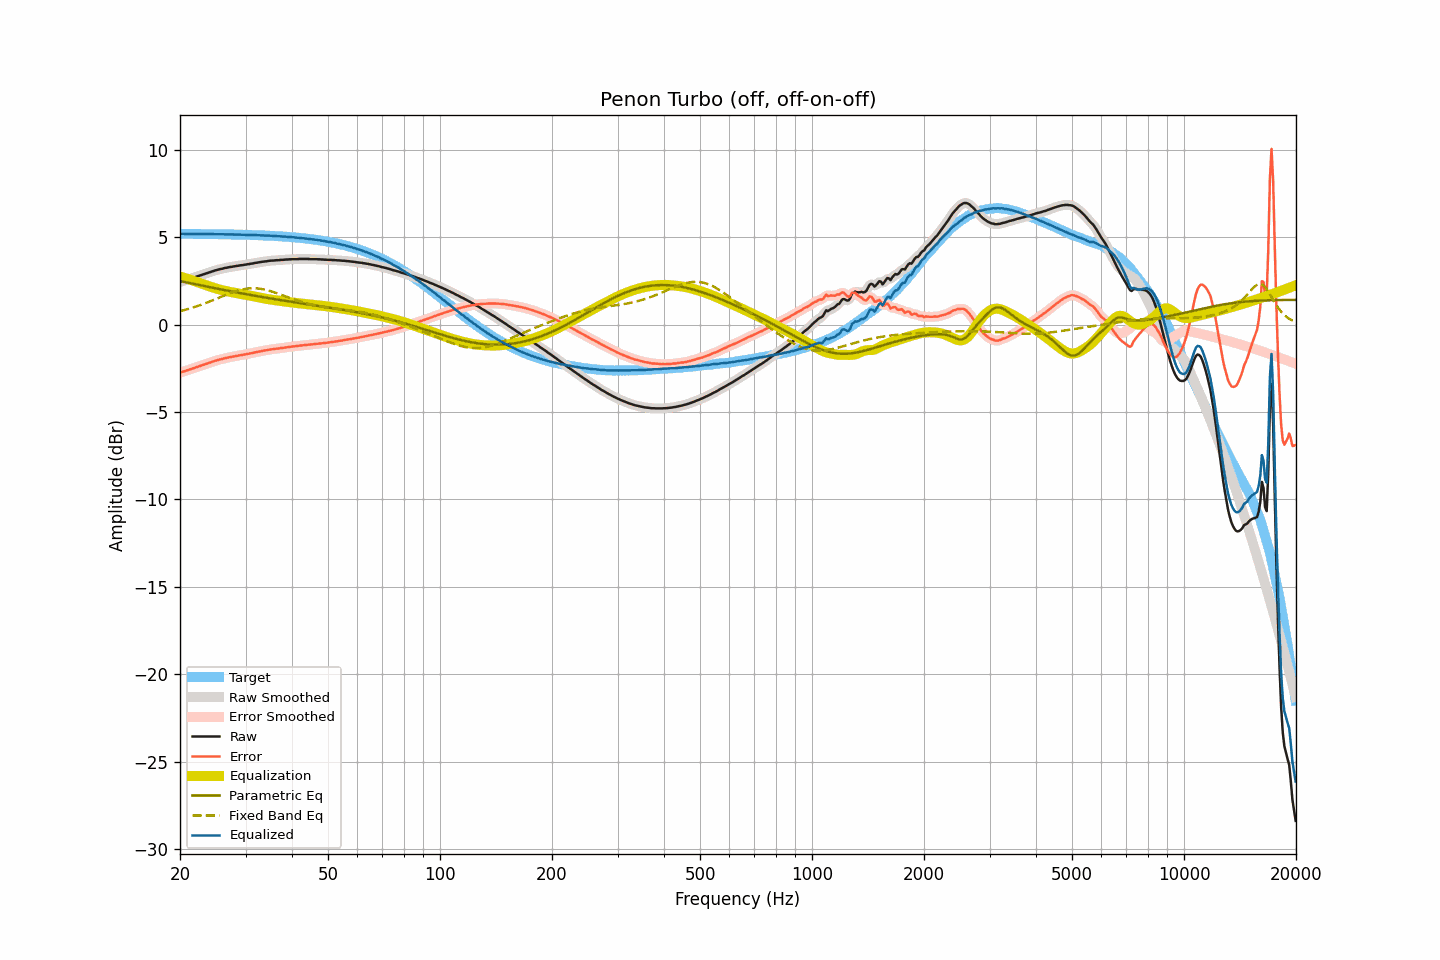 Penon Turbo (off, off-on-off)
10
5
0
−5
−10
−15
−20
−25
−30
Amplitude (dBr)
Target
Raw Smoothed
Error Smoothed
Raw
Error
Equalization
Parametric Eq
Fixed Band Eq
Equalized
20 50 100 200 500 1000 2000 5000 10000 20000
Frequency (Hz)